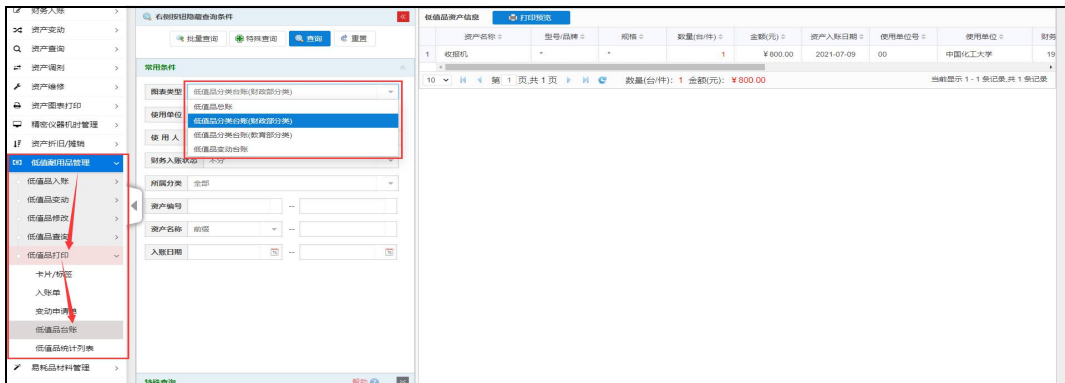 财务入账
资产变动
资产查询
资产调剂
资产维修
资产图表打印
精密仪器机时管理
资产折旧/摊销
低值耐用品管理
低值品入账
低值品变动
低值品修改
低值品查询
低值品打印
卡片/标签
入账单
变动申请单
低值品台账
低值品统计列表
易耗品材料管理
右侧按钮隐藏查询条件
批量查询 特殊查询 查询 重置
常用条件
图表类型 低值品分类台账(财政部分类)
低值品总账
使用单位 低值品分类台账(财政部分类)
使 用 人 低值品分类台账(教育部分类)
低值品变动台账
财务入账状态 不分
所属分类 全部
资产编号 --
资产名称 前缀 --
入账日期 --
特殊查询 帮助
低值品资产信息 打印预览
资产名称 型号/品牌 规格 数量(台/件) 金额(元) 资产入账日期 使用单位号 使用单位 财务
1 收报机 * * 1 ¥800.00 2021-07-09 00 中国化工大学 19
10 第 1 页,共 1 页 数量(台/件): 1 金额(元): ¥800.00 当前显示 1 - 1 条记录,共 1 条记录